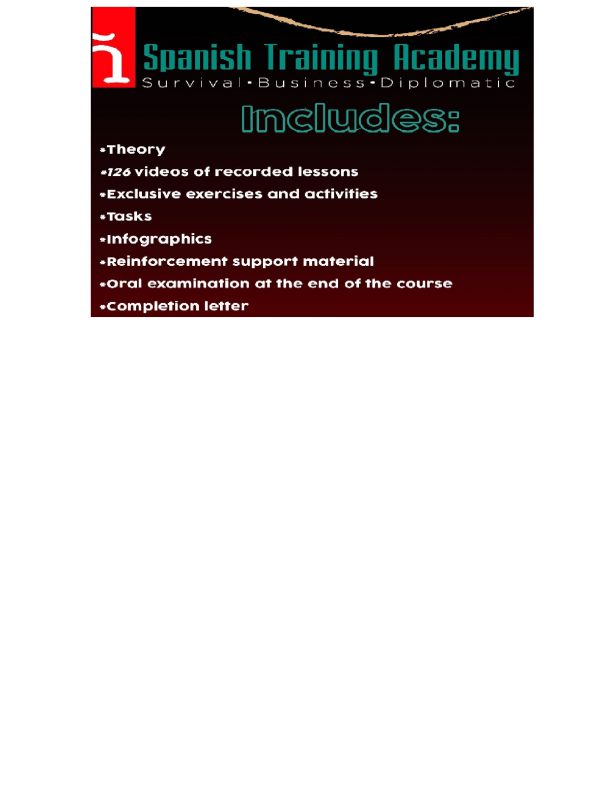 Spanish Training Academy
Survival•Business•Diplomatic
Includes:
*Theory
*126 videos of recorded lessons
*Exclusive exercises and activities
*Tasks
*Infographics
*Reinforcement support material
*Oral examination at the end of the course
*Completion letter